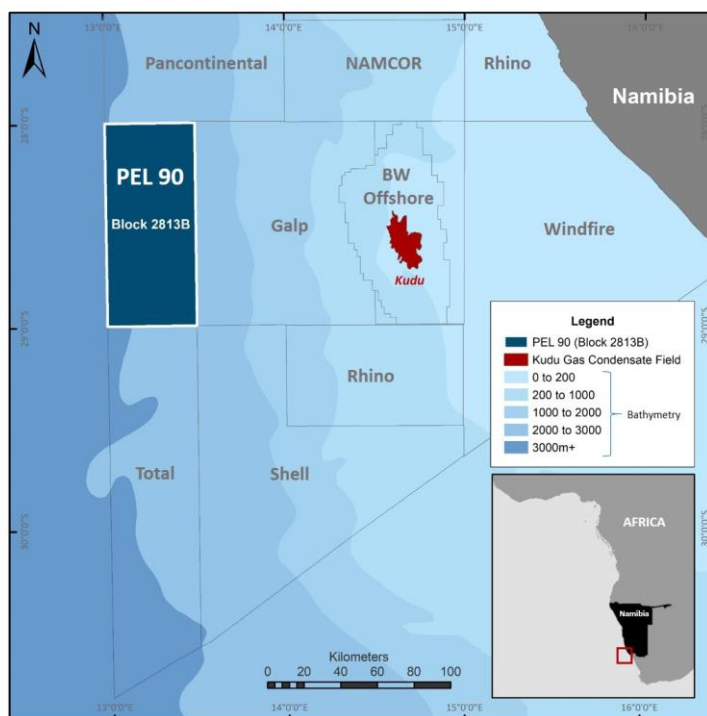 N
13°0'0"S
14°0'0"S
15°0'0"S
16°0'0"S
Pancontinental
NAMCOR
Rhino
Namibia
28°0'0"S
28°0'0"S
PEL 90
Block 2813B
BW
Offshore
Galp
Windfire
Kudu
29°0'0"S
29°0'0"S
Legend
PEL 90 (Block 2813B)
Kudu Gas Condensate Field
0 to 200
200 to 1000
1000 to 2000
2000 to 3000
3000m+
Bathymetry
Rhino
Total
Shell
30°0'0"S
30°0'0"S
AFRICA
Namibia
Kilometers
0 10 20 40 60 80 100
13°0'0"S
14°0'0"S
15°0'0"S
16°0'0"S